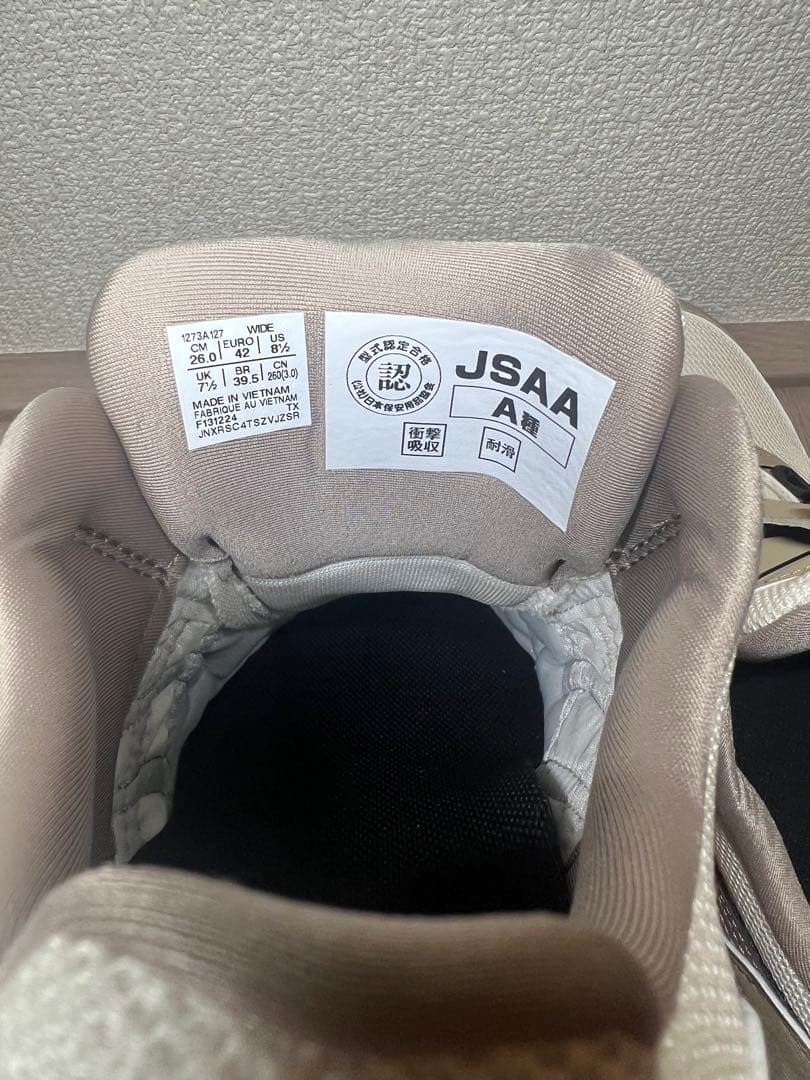 1273A127 WIDE
CM EURO US
26.0 42 8½
UK BR CN
7½ 39.5 260(3.0)
MADE IN VIETNAM
FABRIQUE AU VIETNAM
F131224 TX
JNXRSC4TSZVJZSR
型式認定合格
認
(公社)日本保安用品協会
JSAA
A種
衝撃
吸収
耐滑